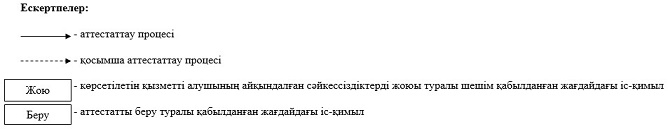 Ескертпелер:
- аттестаттау процесі
- қосымша аттестаттау процесі
Жою - көрсетілетін қызметті алушының айқындалған сәйкессіздіктерді жоюы туралы шешім қабылданған жағдайдағы іс-қимыл
Беру - аттестатты беру туралы қабылданған жағдайдағы іс-қимыл